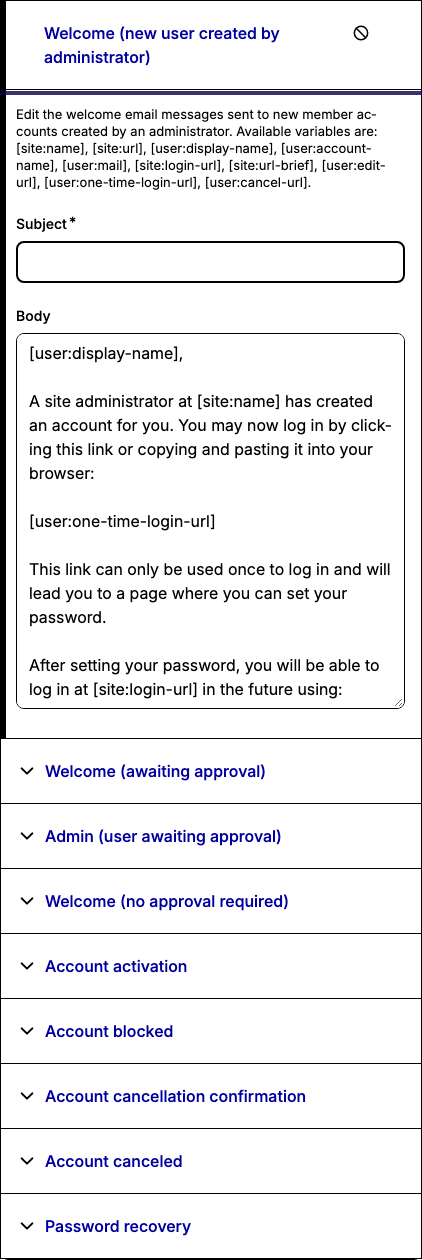 Welcome (new user created by
administrator)
Edit the welcome email messages sent to new member ac-
counts created by an administrator. Available variables are:
[site:name], [site:url], [user:display-name], [user:account-
name], [user:mail], [site:login-url], [site:url-brief], [user:edit-
url], [user:one-time-login-url], [user:cancel-url].
Subject*
Body
[user:display-name],
A site administrator at [site:name] has created
an account for you. You may now log in by click-
ing this link or copying and pasting it into your
browser:
[user:one-time-login-url]
This link can only be used once to log in and will
lead you to a page where you can set your
password.
After setting your password, you will be able to
log in at [site:login-url] in the future using:
Welcome (awaiting approval)
Admin (user awaiting approval)
Welcome (no approval required)
Account activation
Account blocked
Account cancellation confirmation
Account canceled
Password recovery